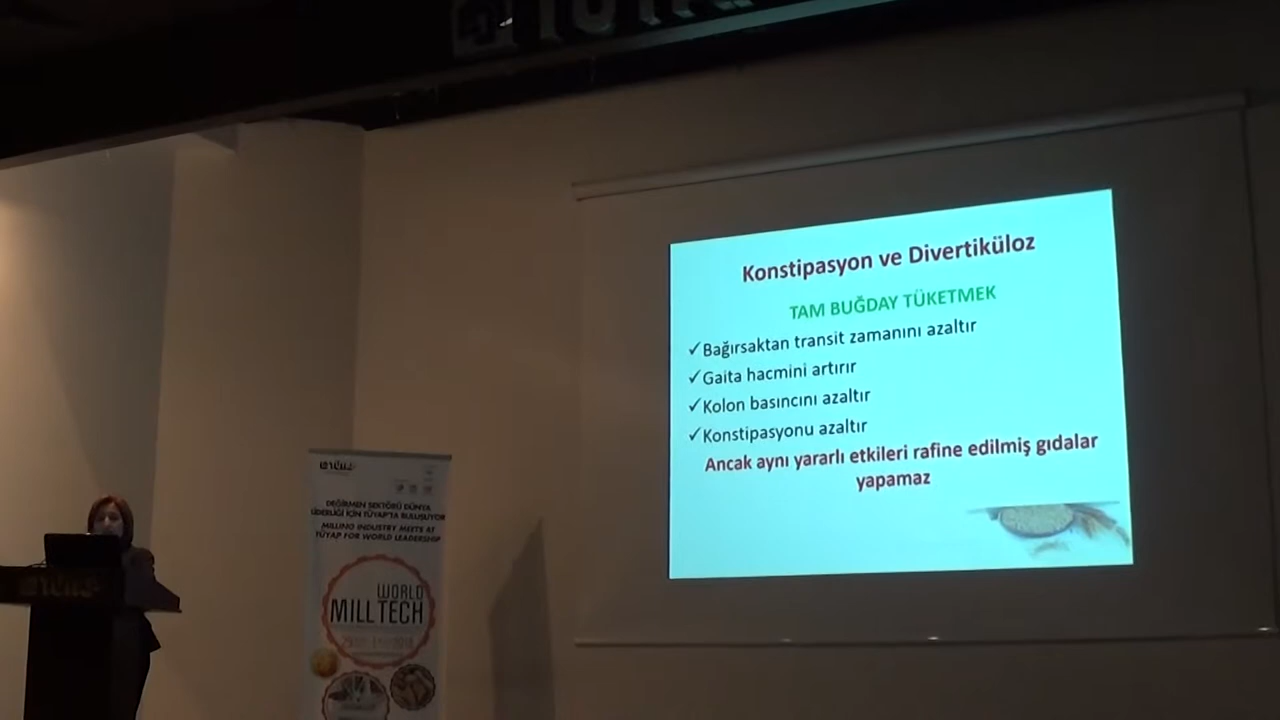 Konstipasyon ve Divertiküloz
TAM BUĞDAY TÜKETMEK
✓Bağırsaktan transit zamanını azaltır
✓Gaita hacmini artırır
✓Kolon basıncını azaltır
✓Konstipasyonu azaltır
Ancak aynı yararlı etkileri rafine edilmiş gıdalar
yapamaz
DEĞİRMEN SEKTÖRÜ DÜNYA
LİDERLİĞİ İÇİN TÜYAP'TA BULUŞUYOR
MILLING INDUSTRY MEETS AT
TÜYAP FOR WORLD LEADERSHIP
WORLD
MILLTECH